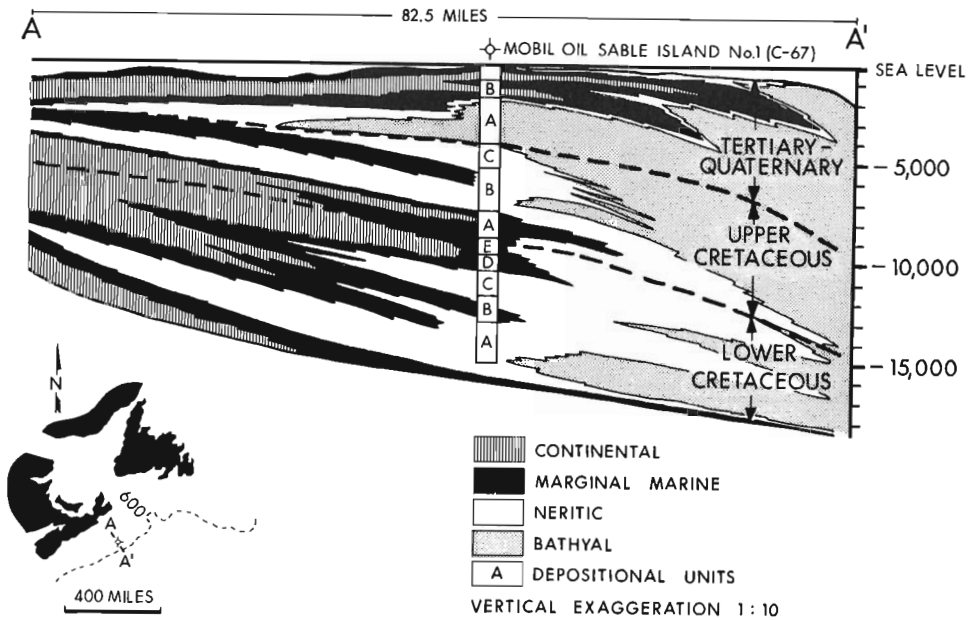 82.5 MILES
A
A'
MOBIL OIL SABLE ISLAND No.1 (C-67)
SEA LEVEL
B
A
C
B
A
E
D
C
B
A
TERTIARY-
QUATERNARY
UPPER
CRETACEOUS
LOWER
CRETACEOUS
5,000
10,000
15,000
N
600'
A
A'
400 MILES
CONTINENTAL
MARGINAL MARINE
NERITIC
BATHYAL
A DEPOSITIONAL UNITS
VERTICAL EXAGGERATION 1:10